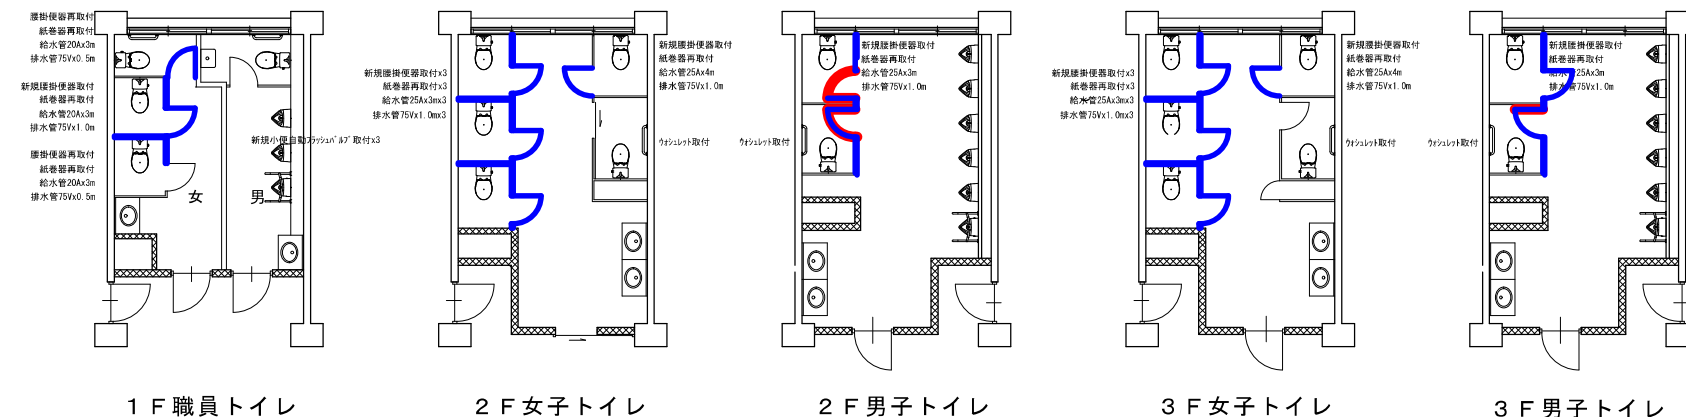 腰掛便器再取付
紙巻器再取付
給水管20Ax3m
排水管75Vx0.5m
新規腰掛便器取付
紙巻器再取付
給水管20Ax3m
排水管75Vx1.0m
腰掛便器再取付
紙巻器再取付
給水管20Ax3m
排水管75Vx0.5m
女
男
新規小便自動フラッシュバルブ取付x3
1F職員トイレ
新規腰掛便器取付x3
紙巻器再取付x3
給水管25Ax3mx3
排水管75Vx1.0mx3
新規腰掛便器取付
紙巻器再取付
給水管25Ax4m
排水管75Vx1.0m
ウォシュレット取付
2F女子トイレ
新規腰掛便器取付
紙巻器再取付
給水管25Ax3m
排水管75Vx1.0m
ウォシュレット取付
2F男子トイレ
新規腰掛便器取付x3
紙巻器再取付x3
給水管25Ax3mx3
排水管75Vx1.0mx3
新規腰掛便器取付
紙巻器再取付
給水管25Ax4m
排水管75Vx1.0m
ウォシュレット取付
3F女子トイレ
新規腰掛便器取付
紙巻器再取付
給水管25Ax3m
排水管75Vx1.0m
ウォシュレット取付
3F男子トイレ